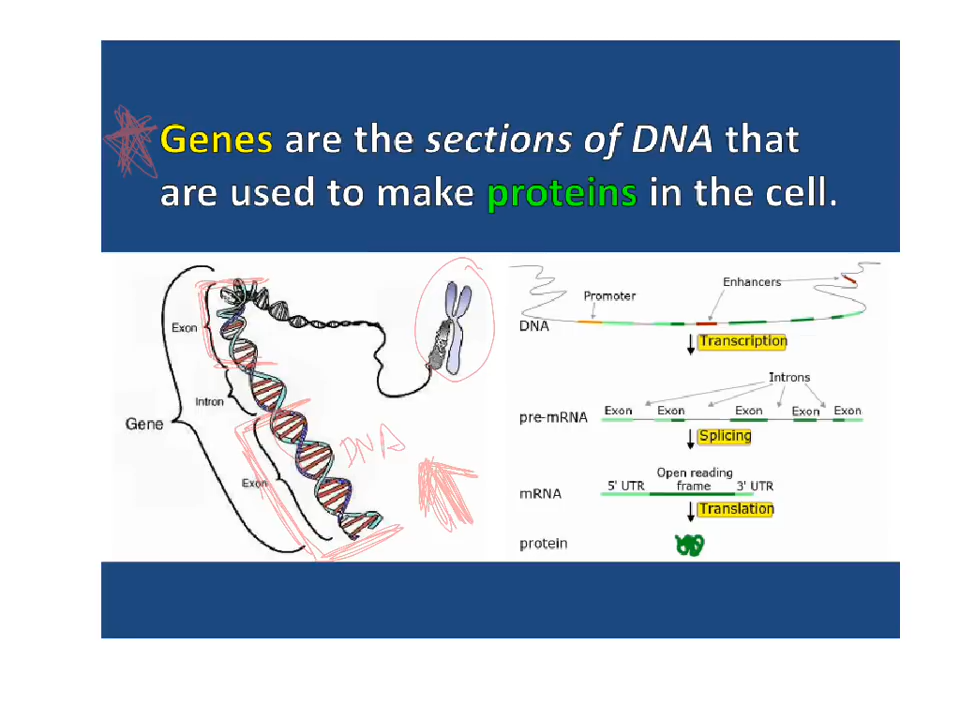 Genes are the sections of DNA that
are used to make proteins in the cell.
Exon
Intron
Gene
Exon
DNA
Enhancers
Promoter
DNA
Transcription
Introns
pre-mRNA
Exon Exon Exon Exon Exon
Splicing
Open reading
frame
mRNA
5' UTR 3' UTR
Translation
protein